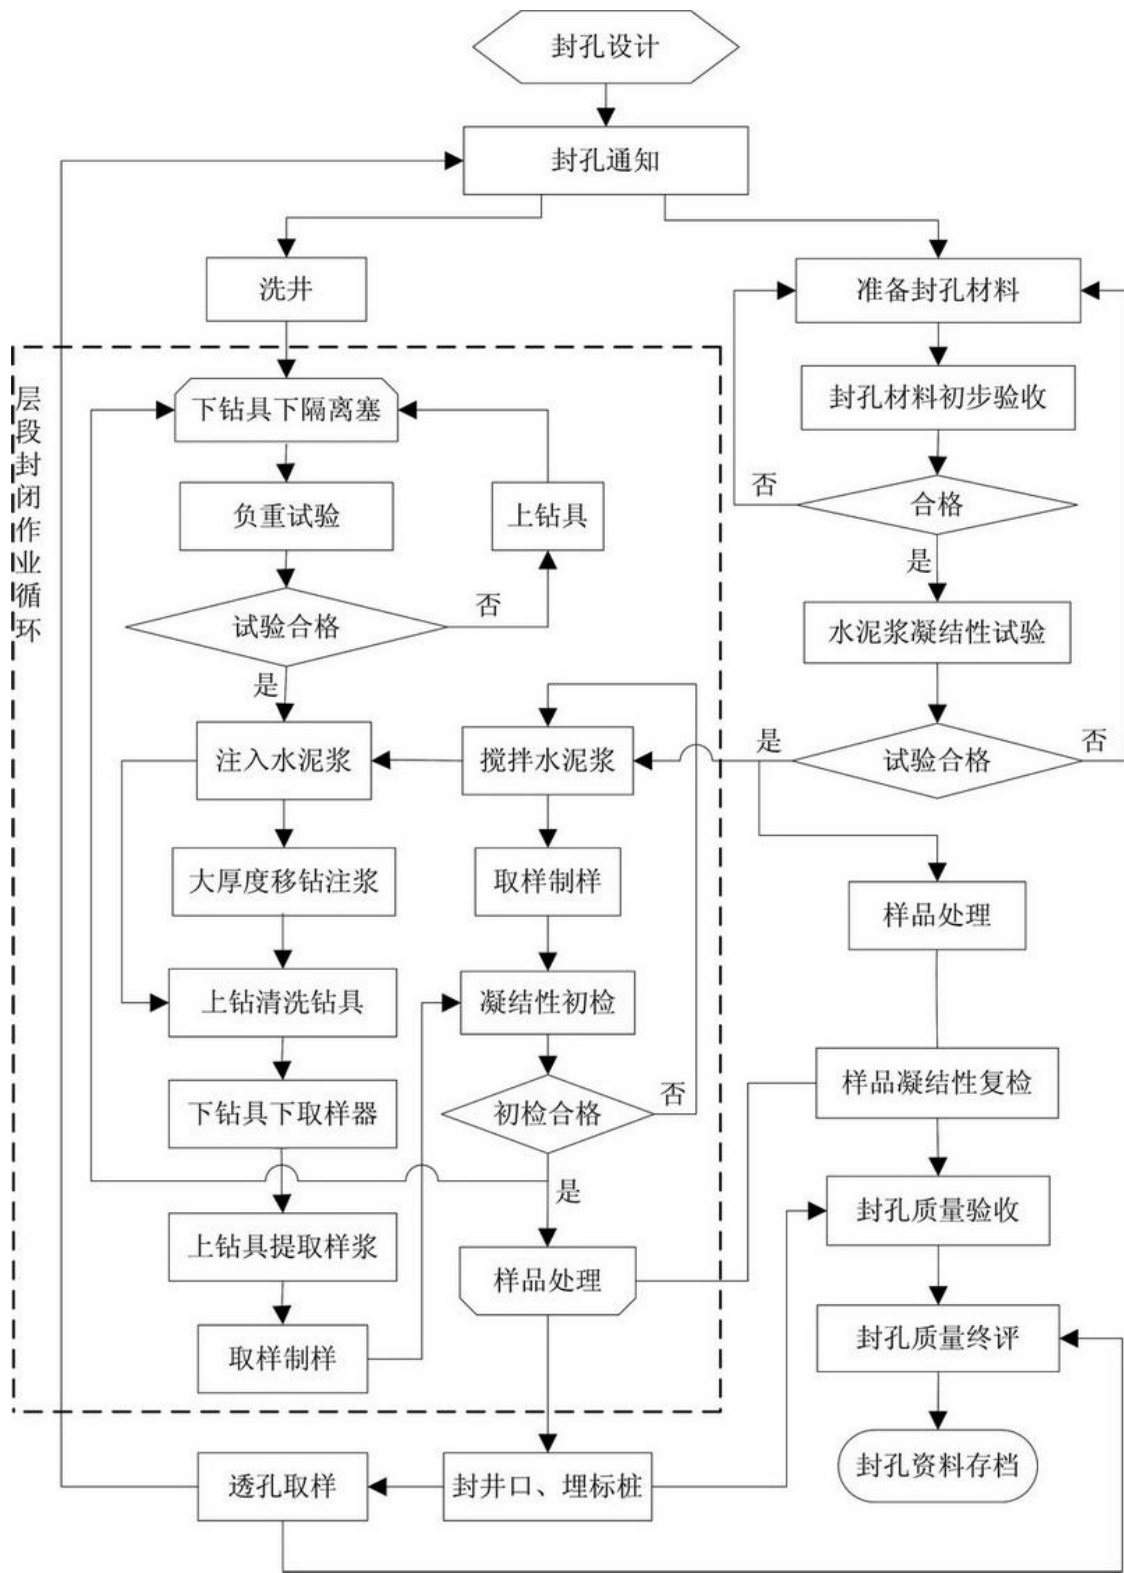 封孔设计
封孔通知
洗井
准备封孔材料
层段封闭作业循环
下钻具下隔离塞
封孔材料初步验收
负重试验
上钻具
否
合格
是
试验合格
否
水泥浆凝结性试验
是
注入水泥浆
搅拌水泥浆
是
试验合格
否
大厚度移钻注浆
取样制样
样品处理
上钻清洗钻具
凝结性初检
样品凝结性复检
下钻具下取样器
初检合格
否
是
封孔质量验收
上钻具提取样浆
样品处理
取样制样
封孔质量终评
透孔取样
封井口、埋标桩
封孔资料存档